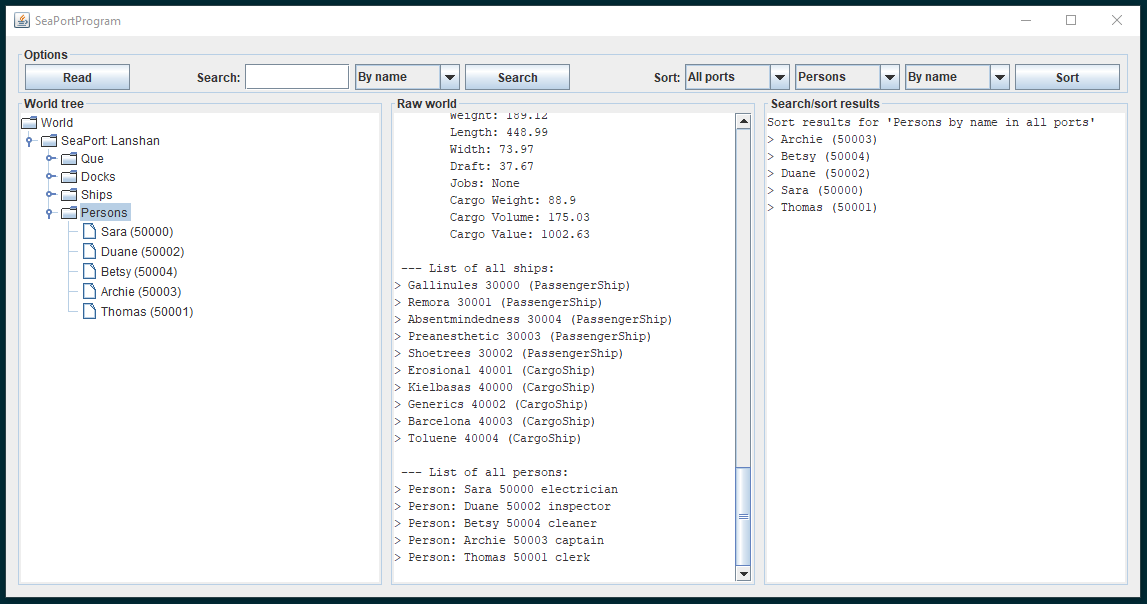 SeaPortProgram
Options
Read Search: By name Search Sort: All ports Persons By name Sort
World tree
World
SeaPort: Lanshan
Que
Docks
Ships
Persons
Sara (50000)
Duane (50002)
Betsy (50004)
Archie (50003)
Thomas (50001)
Raw world
Weight: 189.12
Length: 448.99
Width: 73.97
Draft: 37.67
Jobs: None
Cargo Weight: 88.9
Cargo Volume: 175.03
Cargo Value: 1002.63
--- List of all ships:
> Gallinules 30000 (PassengerShip)
> Remora 30001 (PassengerShip)
> Absentmindedness 30004 (PassengerShip)
> Preanesthetic 30003 (PassengerShip)
> Shoetrees 30002 (PassengerShip)
> Erosional 40001 (CargoShip)
> Kielbasas 40000 (CargoShip)
> Generics 40002 (CargoShip)
> Barcelona 40003 (CargoShip)
> Toluene 40004 (CargoShip)
--- List of all persons:
> Person: Sara 50000 electrician
> Person: Duane 50002 inspector
> Person: Betsy 50004 cleaner
> Person: Archie 50003 captain
> Person: Thomas 50001 clerk
Search/sort results
Sort results for 'Persons by name in all ports'
> Archie (50003)
> Betsy (50004)
> Duane (50002)
> Sara (50000)
> Thomas (50001)